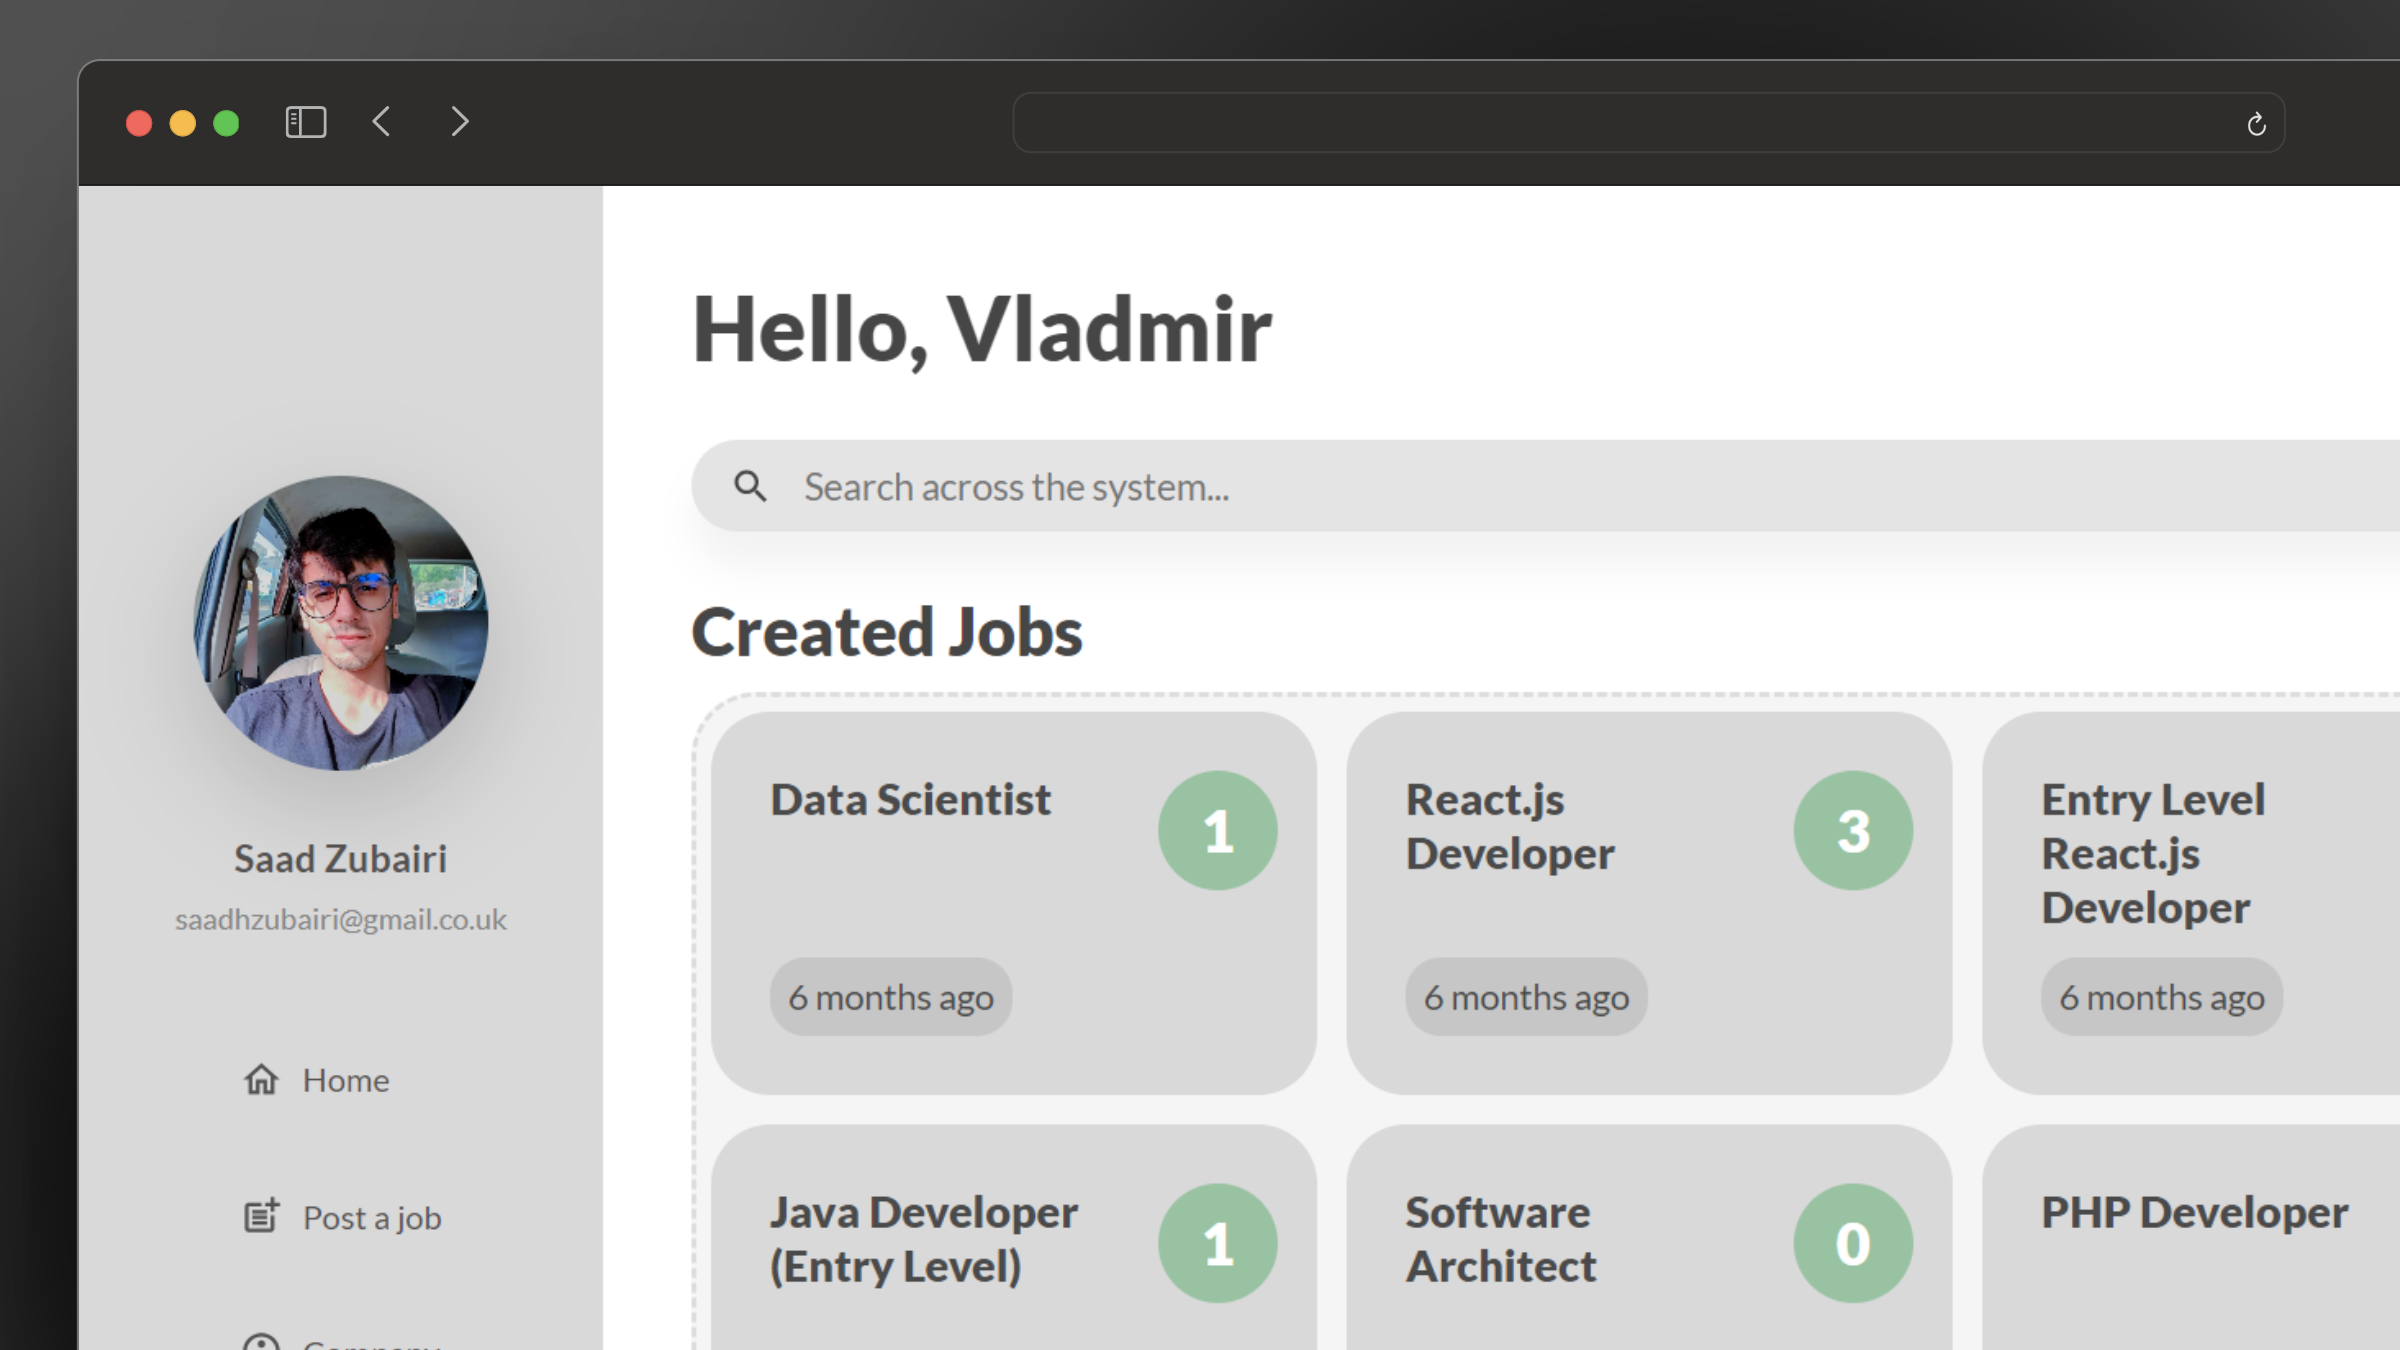 Hello, Vladmir
Search across the system...
Created Jobs
Saad Zubairi
saadhzubairi@gmail.co.uk
Home
Post a job
Data Scientist
1
6 months ago
React.js
Developer
3
6 months ago
Entry Level
React.js
Developer
6 months ago
Java Developer
(Entry Level)
1
Software
Architect
0
PHP Developer